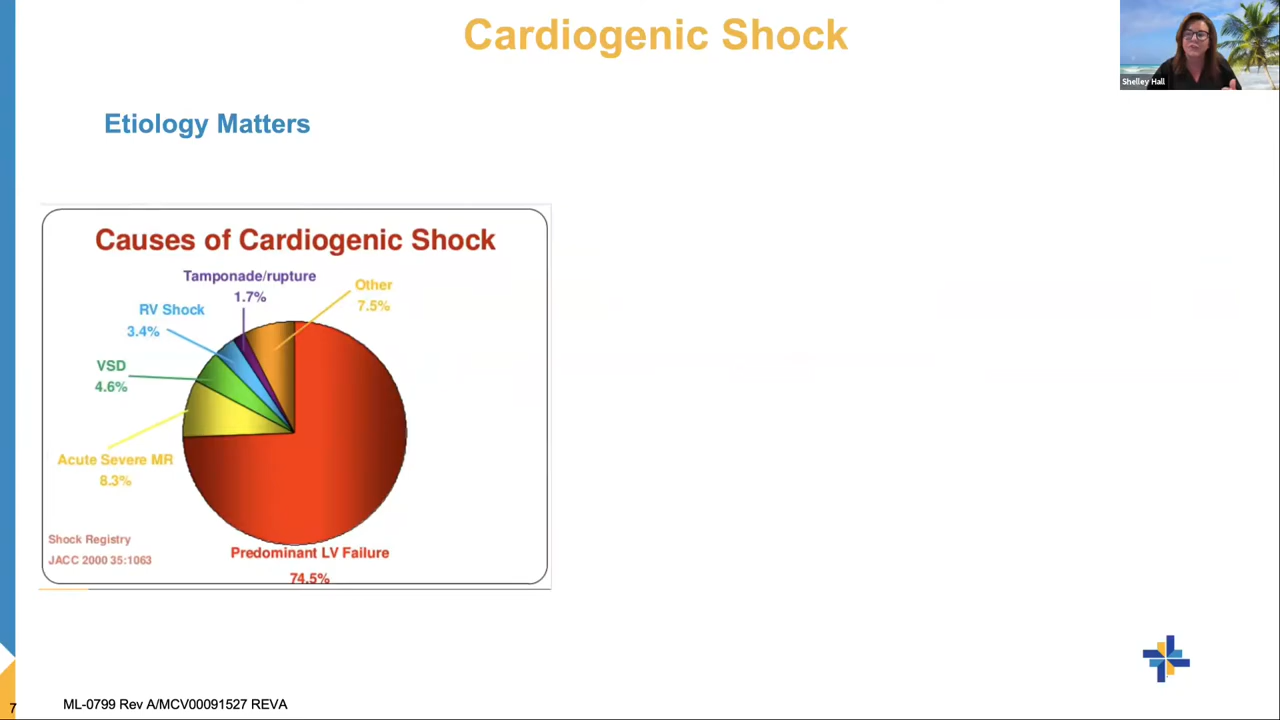 Cardiogenic Shock
Shelley Hall
Etiology Matters
Causes of Cardiogenic Shock
Tamponade/rupture
1.7%
Other
7.5%
RV Shock
3.4%
VSD
4.6%
Acute Severe MR
8.3%
Shock Registry
JACC 2000 35:1063
Predominant LV Failure
74.5%
7
ML-0799 Rev A/MCV00091527 REVA